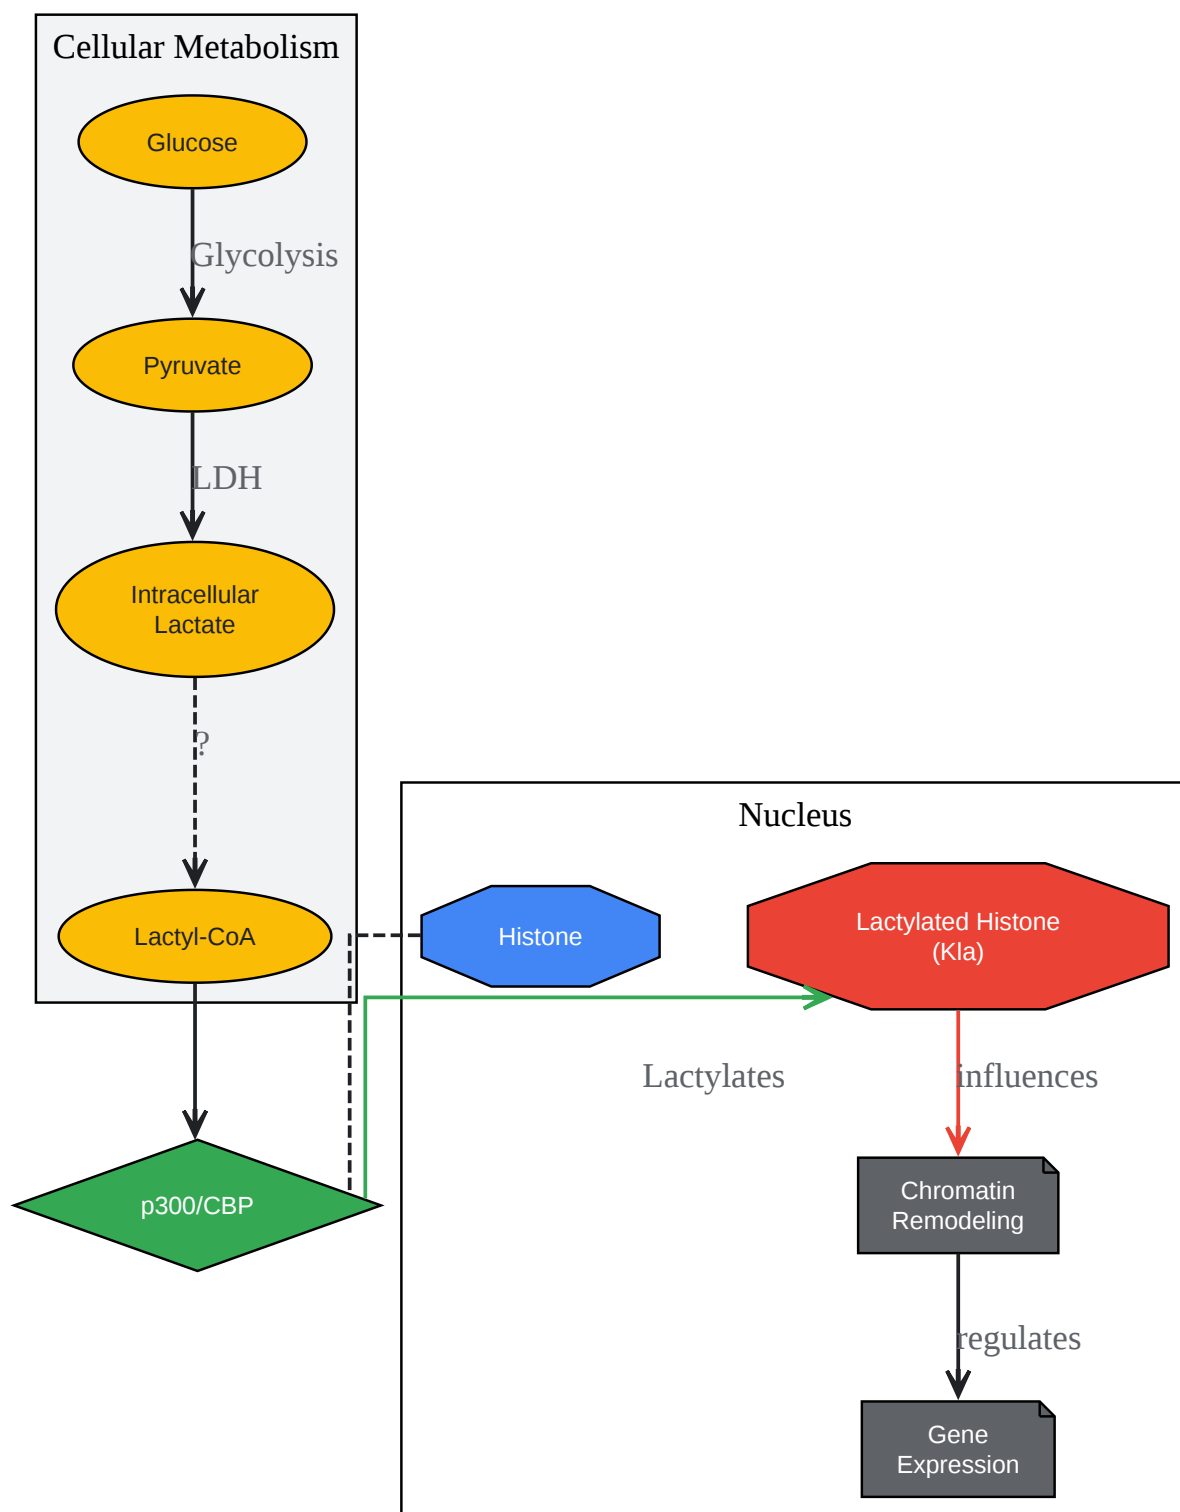 Cellular Metabolism
Glucose
Glycolysis
Pyruvate
LDH
Intracellular
Lactate
?
Lactyl-CoA
p300/CBP
Nucleus
Histone
Lactylated Histone
(Kla)
Lactylates
influences
Chromatin
Remodeling
regulates
Gene
Expression